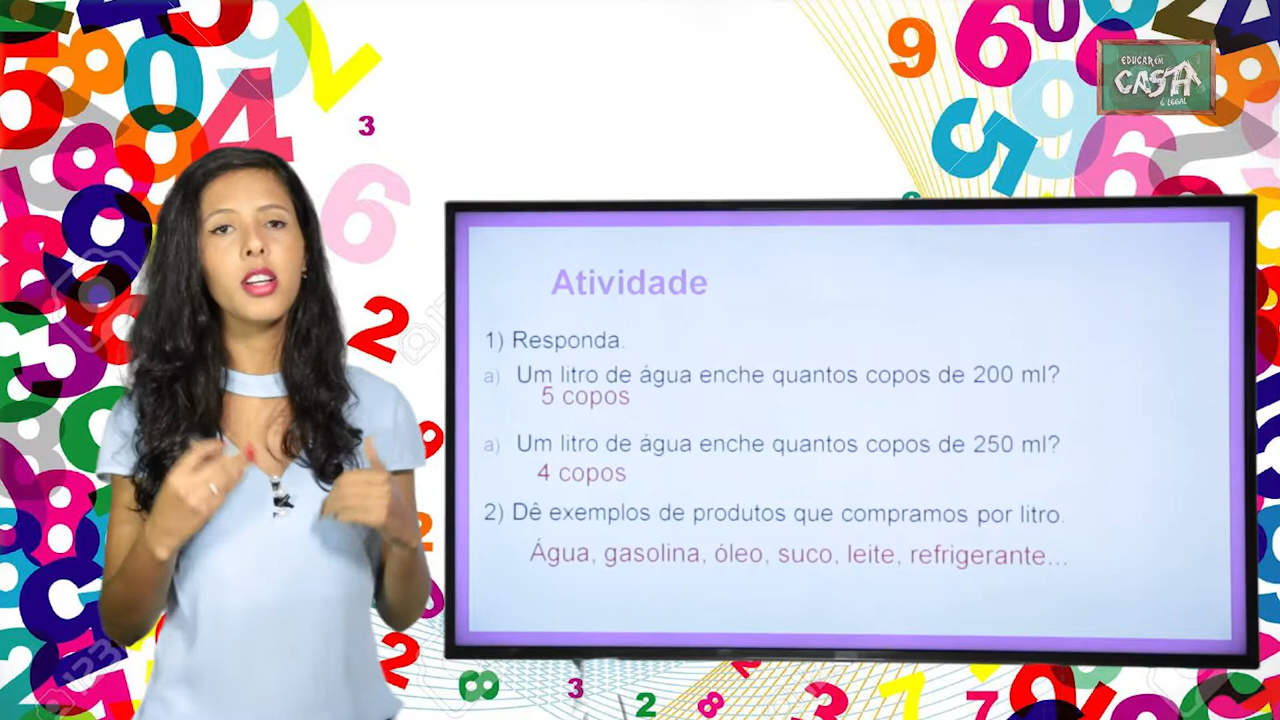 EDUCAR EM
CASA
É LEGAL
Atividade
1) Responda.
a) Um litro de água enche quantos copos de 200 ml?
5 copos
a) Um litro de água enche quantos copos de 250 ml?
4 copos
2) Dê exemplos de produtos que compramos por litro.
Água, gasolina, óleo, suco, leite, refrigerante...